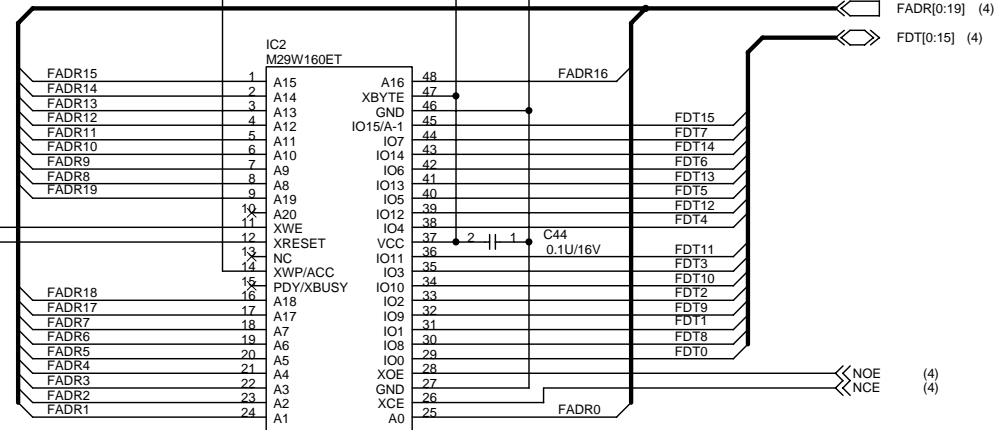 FADR[0:19] (4)
FDT[0:15] (4)
IC2
M29W160ET
FADR15 1 A15 A16 48 FADR16
FADR14 2 A14 XBYTE 47
FADR13 3 A13 GND 46
FADR12 4 A12 IO15/A-1 45 FDT15
FADR11 5 A11 IO7 44 FDT7
FADR10 6 A10 IO14 43 FDT14
FADR9 7 A9 IO6 42 FDT6
FADR8 8 A8 IO13 41 FDT13
FADR19 9 A19 IO5 40 FDT5
10 A20 IO12 39 FDT12
11 XWE IO4 38 FDT4
12 XRESET VCC 37 2 1 C44
0.1U/16V
13 NC IO11 36 FDT11
14 XWP/ACC IO3 35 FDT3
15 PDY/XBUSY IO10 34 FDT10
FADR18 16 A18 IO2 33 FDT2
FADR17 17 A17 IO9 32 FDT9
FADR7 18 A7 IO1 31 FDT1
FADR6 19 A6 IO8 30 FDT8
FADR5 20 A5 IO0 29 FDT0
FADR4 21 A4 XOE 28 NOE (4)
FADR3 22 A3 GND 27 NCE (4)
FADR2 23 A2 XCE 26
FADR1 24 A1 A0 25 FADR0